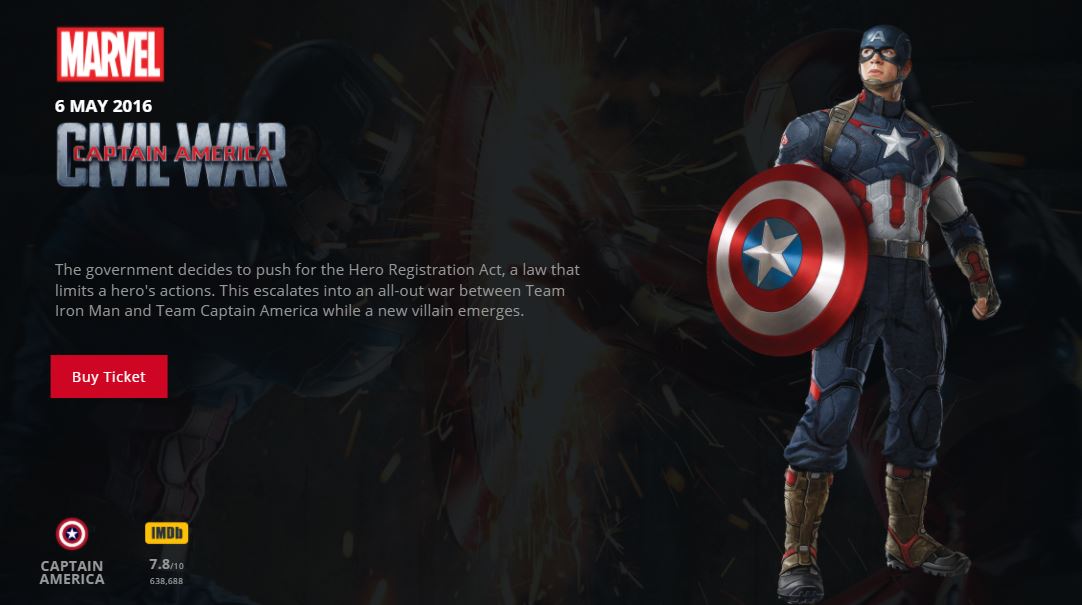 MARVEL
6 MAY 2016
CIVIL WAR
CAPTAIN AMERICA
The government decides to push for the Hero Registration Act, a law that
limits a hero's actions. This escalates into an all-out war between Team
Iron Man and Team Captain America while a new villain emerges.
Buy Ticket
A
CAPTAIN
AMERICA
IMDb
7.8/10
638,688